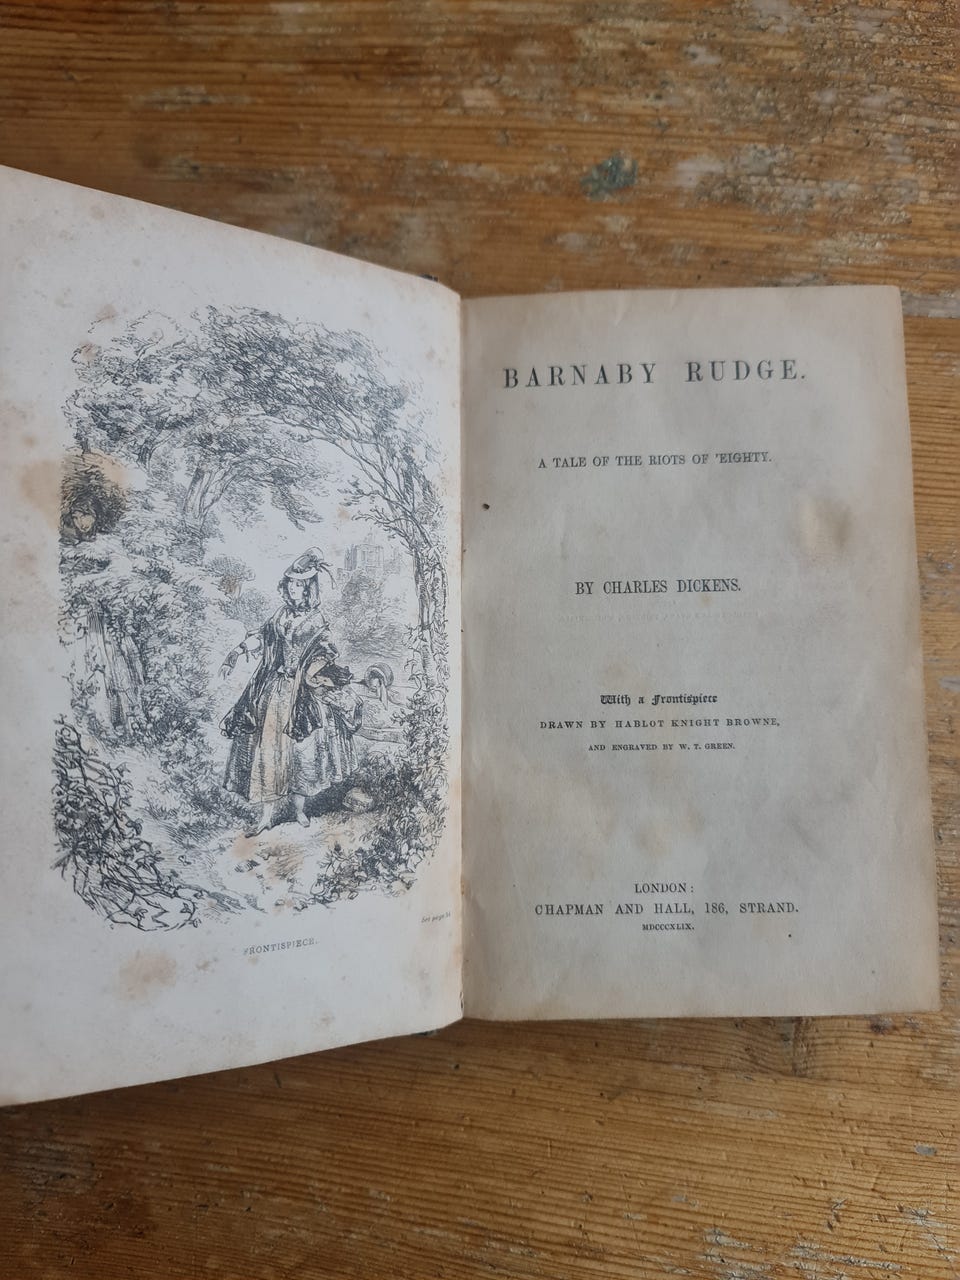 FRONTISPIECE.
BARNABY RUDGE.
A TALE OF THE RIOTS OF 'EIGHTY.
BY CHARLES DICKENS.
With a Frontispiece
DRAWN BY HABLOT KNIGHT BROWNE,
AND ENGRAVED BY W. T. GREEN.
LONDON:
CHAPMAN AND HALL, 186, STRAND.
MDCCCXLIX.